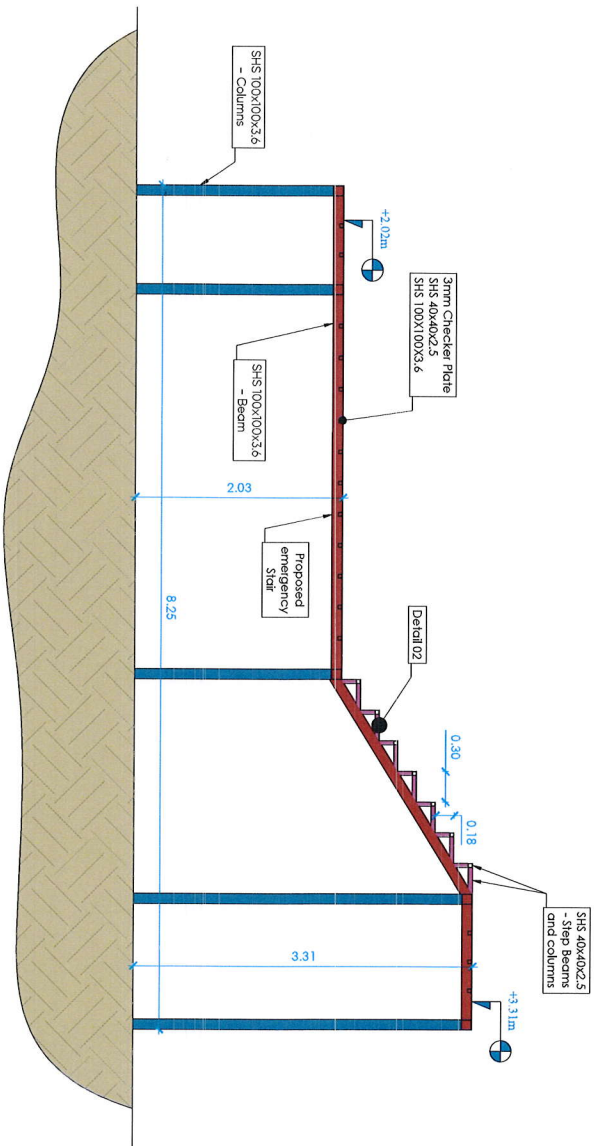 SHS 100x100x3.6
- Columns
+2.02m
3mm Checker Plate
SHS 40x40x2.5
SHS 100X100X3.6
SHS 100x100x3.6
- Beam
2.03
8.25
Proposed
emergency
Stair
Detail 02
0.30
0.18
SHS 40x40x2.5
- Step Beams
and columns
3.31
+3.31m